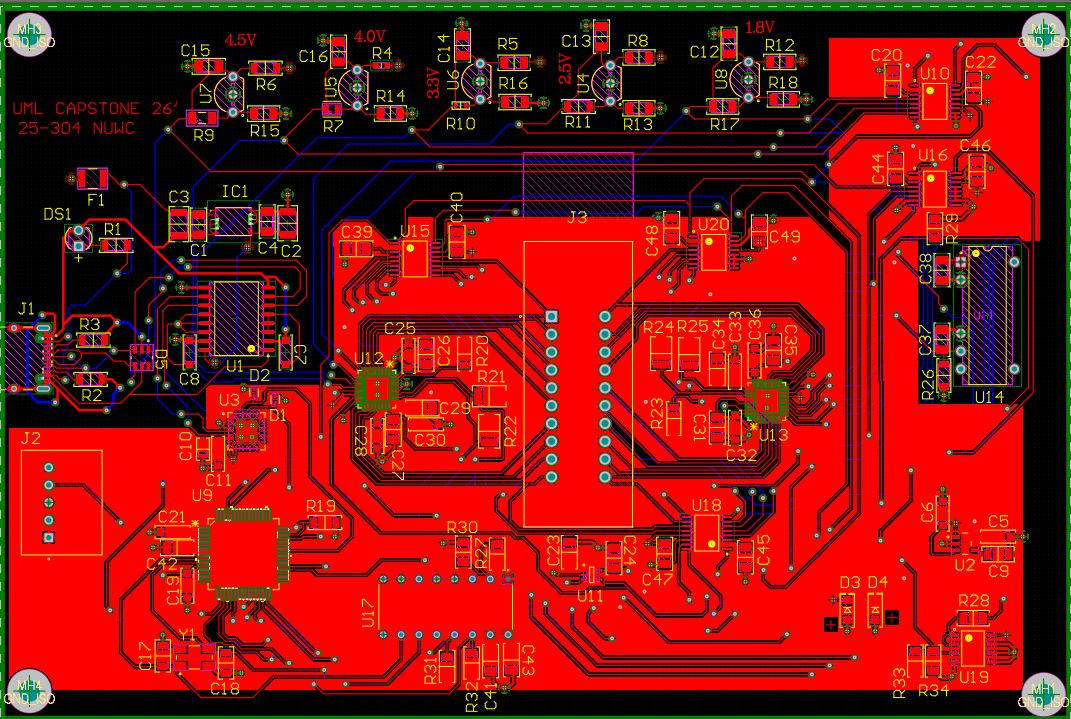 MH3
GND_ISO
4.5V
4.0V
3.3V
2.5V
1.8V
MH2
GND_ISO
C15
R6
U7
R9
R15
C16
R4
U5
R7
R14
C14
R5
U6
R16
R10
C13
R8
U4
R11
R13
C12
R12
U8
R18
R17
C20
U10
C22
UML CAPSTONE 26'
25-304 NUWC
C44
U16
C46
R29
F1
DS1
R1
C3
C1
IC1
C4
C2
C39
U15
C40
J3
C48
U20
C49
C38
U14
C37
R26
U14
J1
R3
R2
D5
C8
U1
C7
D2
D1
U3
C25
U12
C26
R20
R21
C29
C30
R22
C28
C27
R24
R25
C34
C33
C36
C35
R23
C31
C32
U13
J2
C10
C11
U9
C21
C42
C19
R19
Y1
C17
C18
R30
R27
U17
C23
U11
C24
C47
U18
C45
C6
C5
U2
C9
D3
D4
R28
U19
R33
R34
R31
R32
C41
C43
MH4
GND_ISO
MH1
GND_ISO